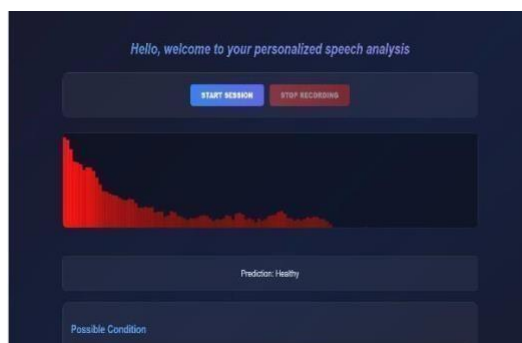 Hello, welcome to your personalized speech analysis
START SESSION STOP RECORDING
Prediction: Healthy
Possible Condition